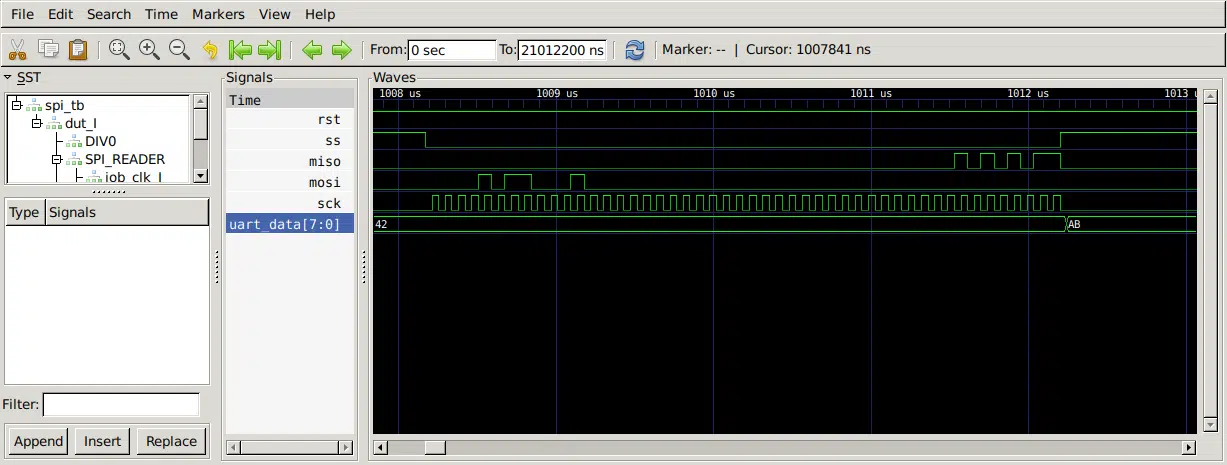 File Edit Search Time Markers View Help
From: 0 sec To: 21012200 ns Marker: -- | Cursor: 1007841 ns
SST
spi_tb
dut_I
DIV0
SPI_READER
iob_clk_I
Type Signals
Filter:
Append Insert Replace
Signals
Time
rst
ss
miso
mosi
sck
uart_data[7:0]
Waves
1008 us 1009 us 1010 us 1011 us 1012 us 1013 u
42 AB